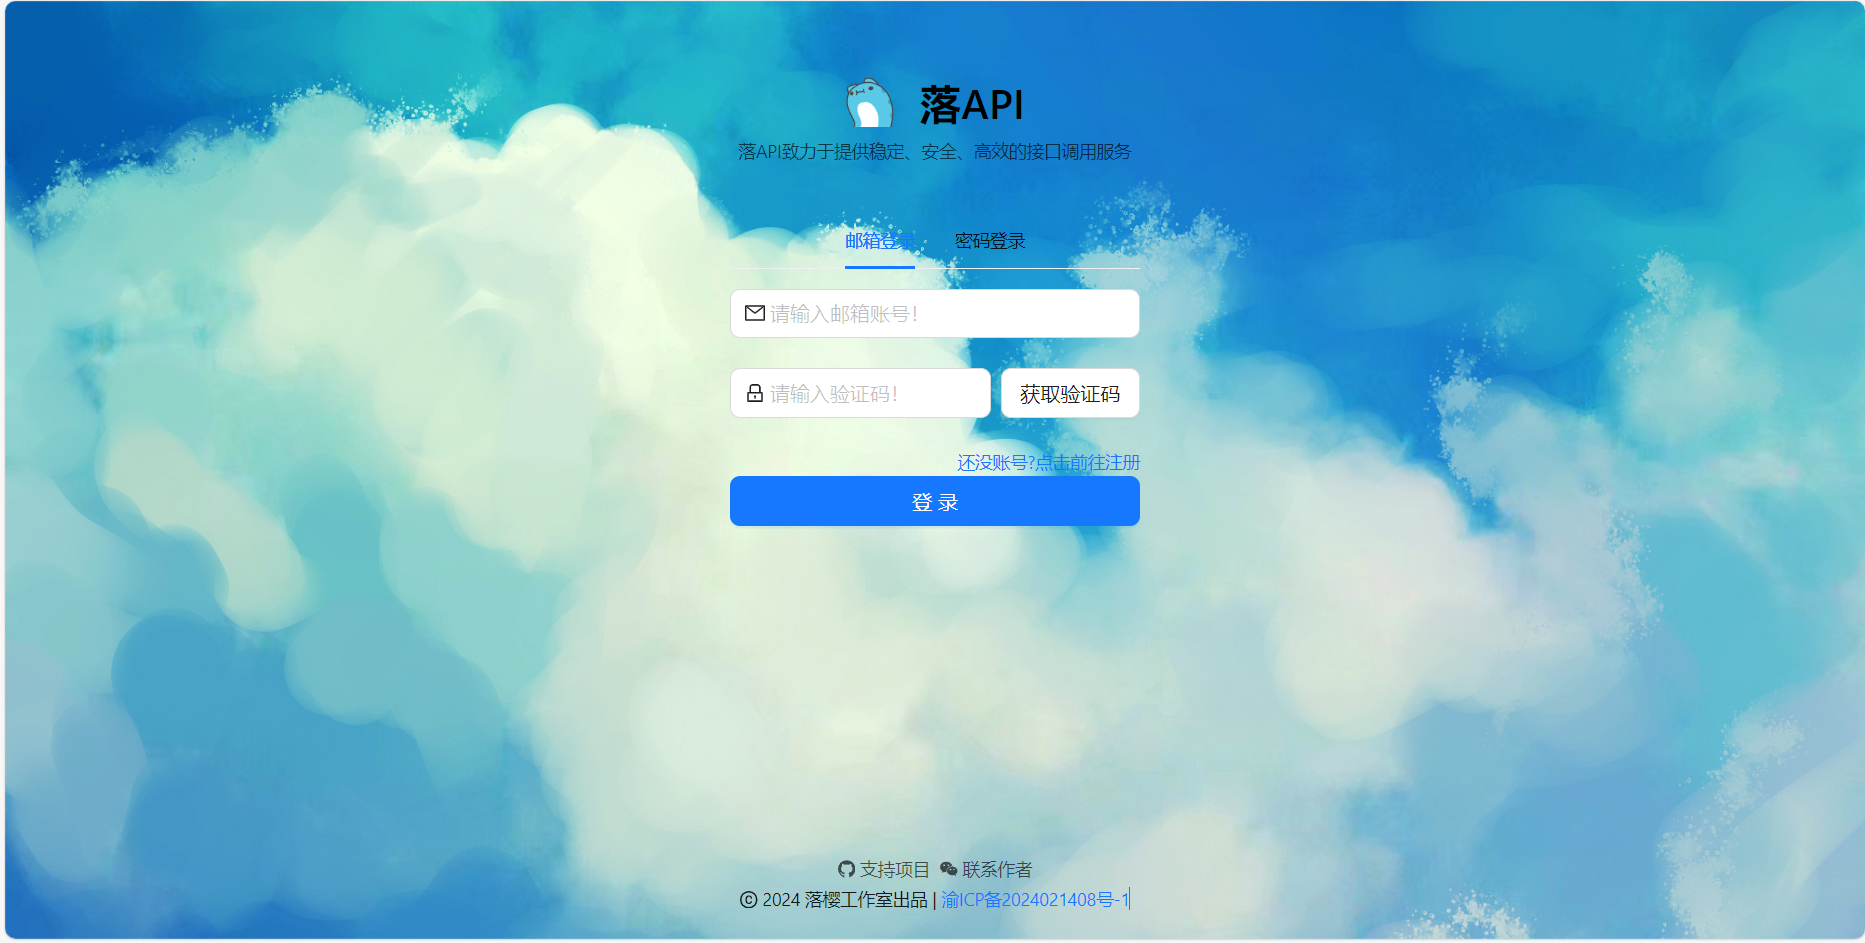 落API
落API致力于提供稳定、安全、高效的接口调用服务
邮箱登录 密码登录
请输入邮箱账号!
请输入验证码! 获取验证码
还没账号?点击前往注册
登 录
支持项目 联系作者
© 2024 落樱工作室出品 | 渝ICP备2024021408号-1